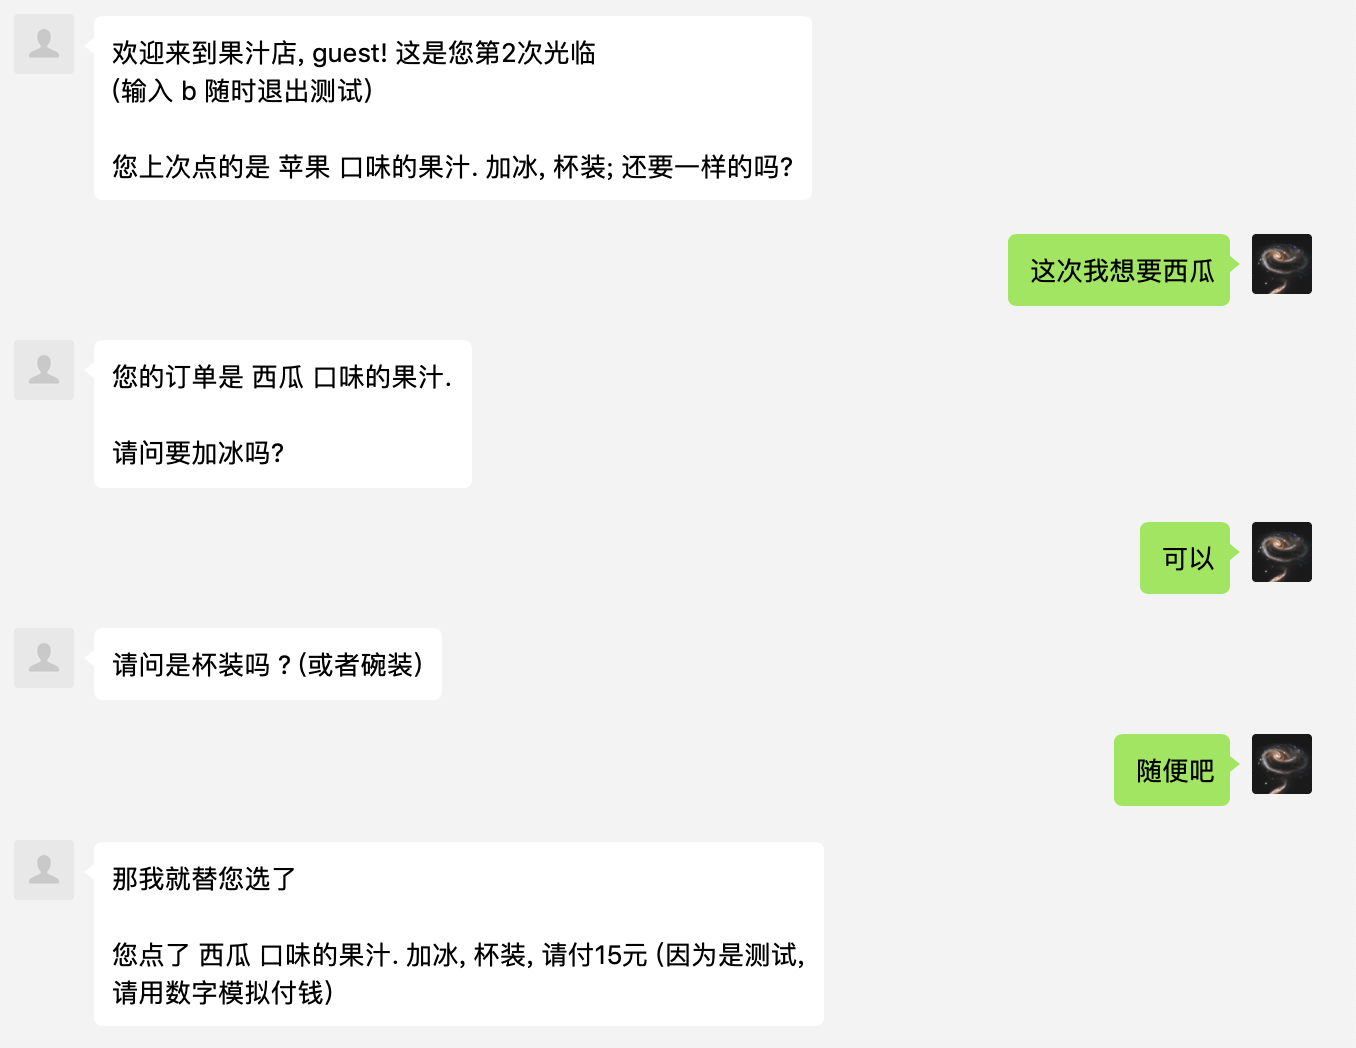 欢迎来到果汁店, guest! 这是您第2次光临
(输入 b 随时退出测试)
您上次点的是 苹果 口味的果汁. 加冰, 杯装; 还要一样的吗?
这次我想要西瓜
您的订单是 西瓜 口味的果汁.
请问要加冰吗?
可以
请问是杯装吗 ? (或者碗装)
随便吧
那我就替您选了
您点了 西瓜 口味的果汁. 加冰, 杯装, 请付15元 (因为是测试,
请用数字模拟付钱)